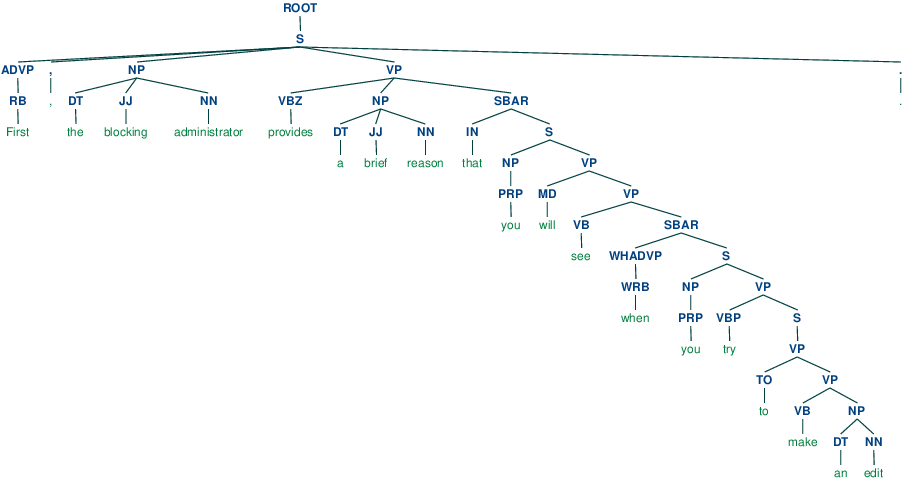 ROOT
S
ADVP , NP VP .
RB , DT JJ NN VBZ NP SBAR .
First the blocking administrator provides DT JJ NN IN S
a brief reason that NP VP
PRP MD VP
you will VB SBAR
see WHADVP S
WRB NP VP
when PRP VBP S
you try VP
TO VP
to VB NP
make DT NN
an edit